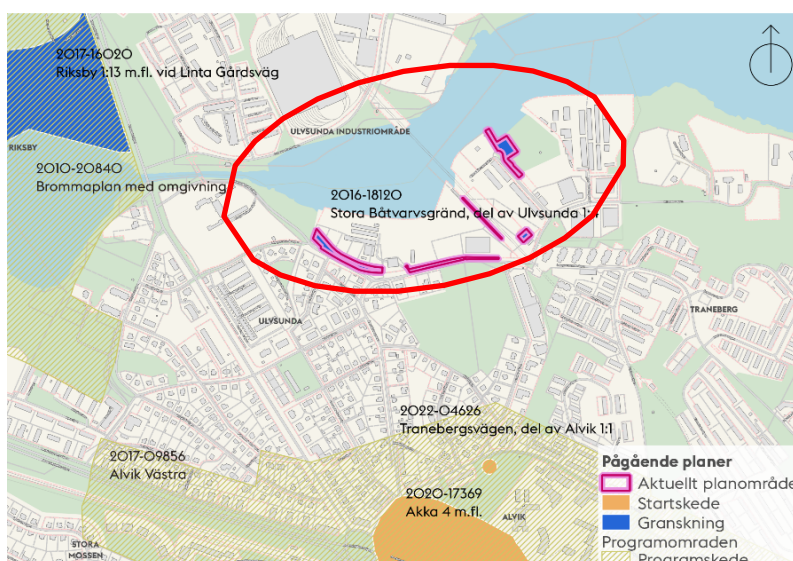 2017-16020
Riksby 1:13 m.fl. vid Linta Gårdsväg
ULVSUNDA INDUSTRIOMRÅDE
RIKSBY
2010-20840
Brommaplan med omgivning
2016-18120
Stora Båtvarvsgränd, del av Ulvsunda 1:
ULVSUNDA
TRANEBERG
2022-04626
Tranebergsvägen, del av Alvik 1:1
2017-09856
Alvik Västra
2020-17369
Akka 4 m.fl.
ALVIK
STORA
MOSSEN
Pågående planer
Aktuellt planområde
Startskede
Granskning
Programområden
Programskede